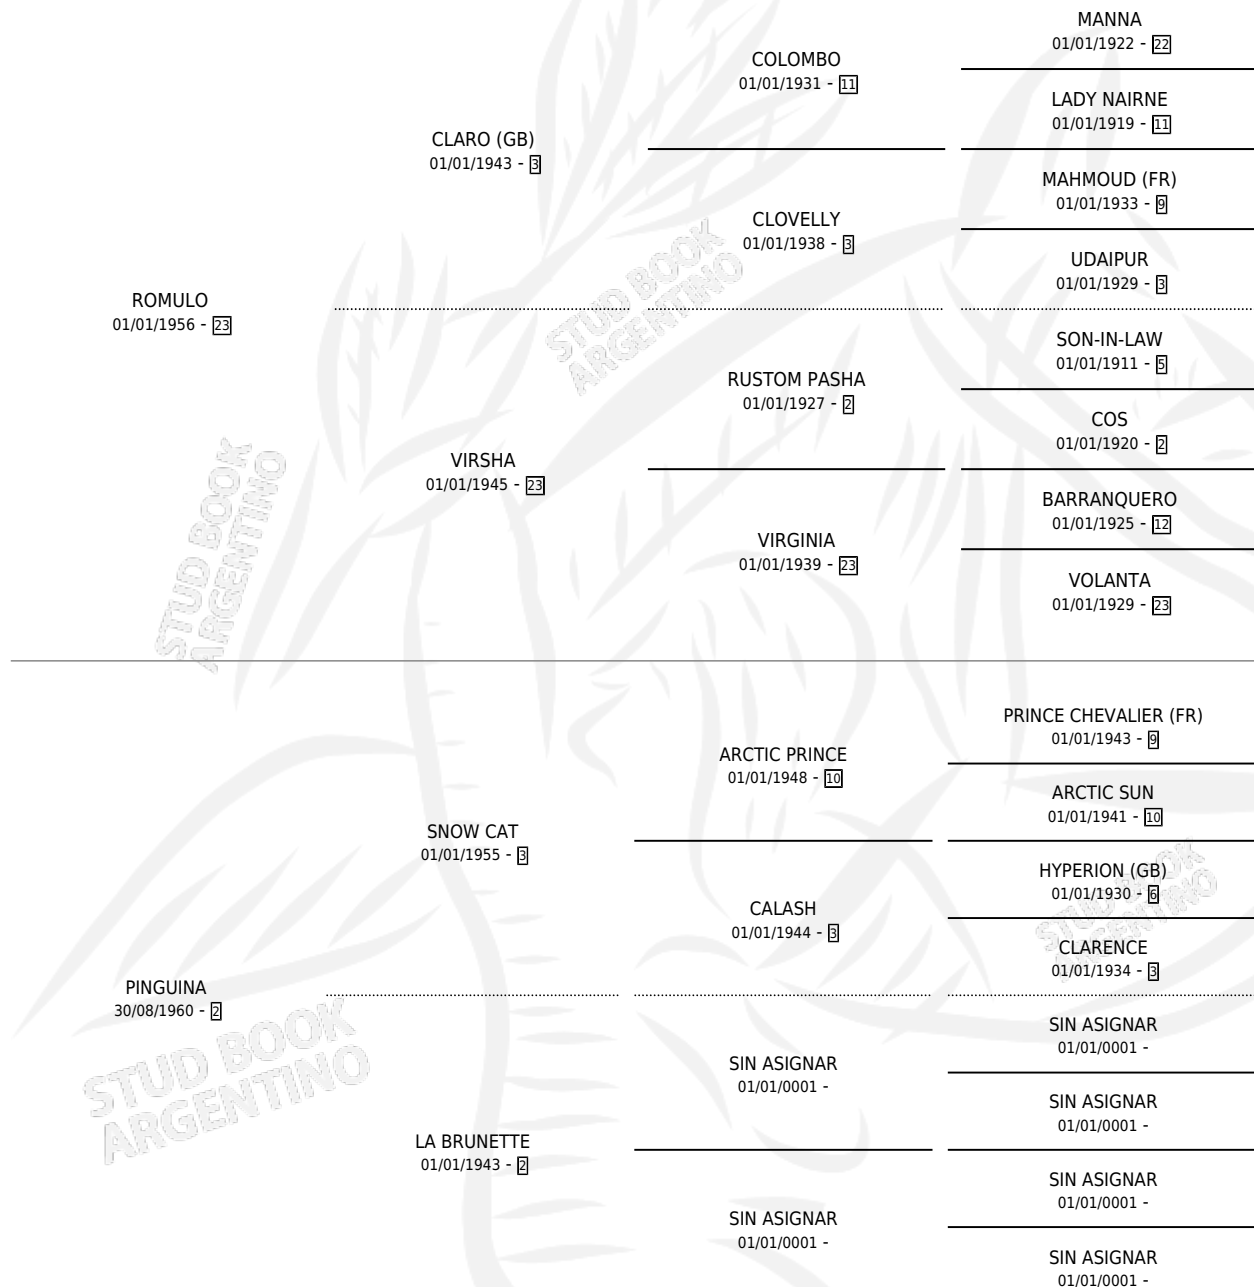 MANNA
01/01/1922 - 22
COLOMBO
01/01/1931 - 11
LADY NAIRNE
01/01/1919 - 11
CLARO (GB)
01/01/1943 - 3
MAHMOUD (FR)
01/01/1933 - 9
CLOVELLY
01/01/1938 - 3
UDAIPUR
01/01/1929 - 3
ROMULO
01/01/1956 - 23
SON-IN-LAW
01/01/1911 - 5
RUSTOM PASHA
01/01/1927 - 2
COS
01/01/1920 - 2
VIRSHA
01/01/1945 - 23
BARRANQUERO
01/01/1925 - 12
VIRGINIA
01/01/1939 - 23
VOLANTA
01/01/1929 - 23
PRINCE CHEVALIER (FR)
01/01/1943 - 9
ARCTIC PRINCE
01/01/1948 - 10
ARCTIC SUN
01/01/1941 - 10
SNOW CAT
01/01/1955 - 3
HYPERION (GB)
01/01/1930 - 6
CALASH
01/01/1944 - 3
CLARENCE
01/01/1934 - 3
PINGUINA
30/08/1960 - 2
SIN ASIGNAR
01/01/0001 -
SIN ASIGNAR
01/01/0001 -
SIN ASIGNAR
01/01/0001 -
LA BRUNETTE
01/01/1943 - 2
SIN ASIGNAR
01/01/0001 -
SIN ASIGNAR
01/01/0001 -
SIN ASIGNAR
01/01/0001 -
STUD BOOK
ARGENTINO
STUD BOOK
ARGENTINO
STUD BOOK
ARGENTINO
STUD BOOK
ARGENTINO